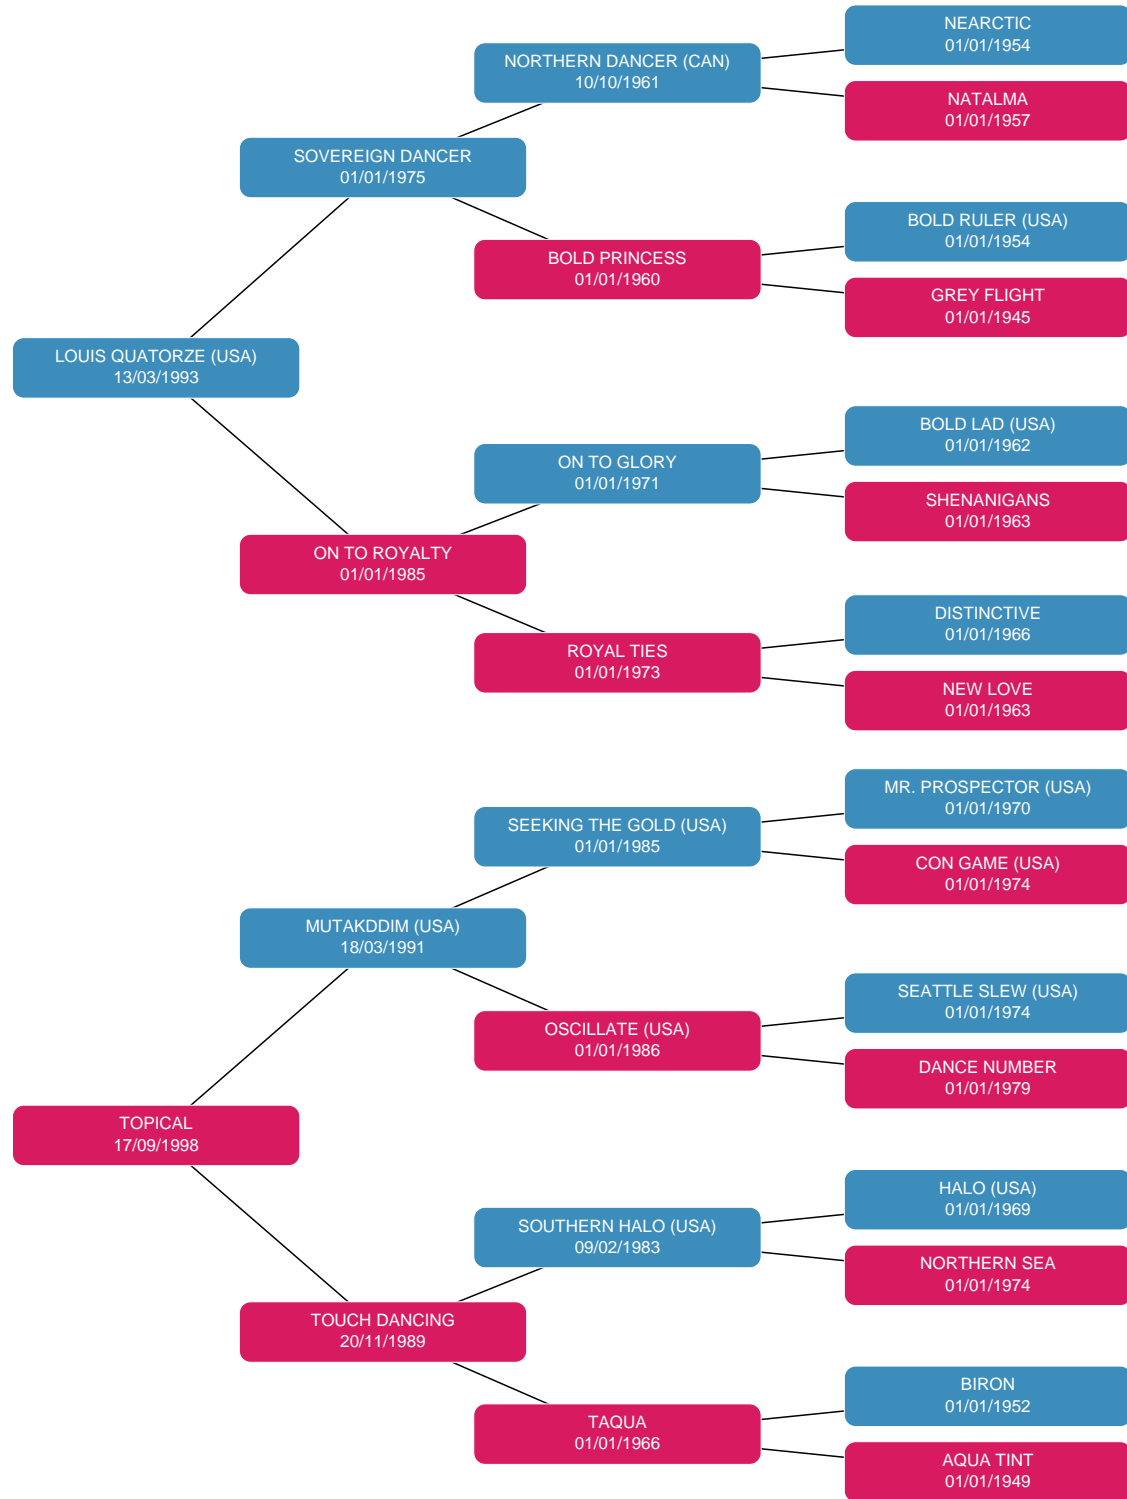 NEARCTIC
01/01/1954
NORTHERN DANCER (CAN)
10/10/1961
NATALMA
01/01/1957
SOVEREIGN DANCER
01/01/1975
BOLD RULER (USA)
01/01/1954
BOLD PRINCESS
01/01/1960
GREY FLIGHT
01/01/1945
LOUIS QUATORZE (USA)
13/03/1993
BOLD LAD (USA)
01/01/1962
ON TO GLORY
01/01/1971
SHENANIGANS
01/01/1963
ON TO ROYALTY
01/01/1985
DISTINCTIVE
01/01/1966
ROYAL TIES
01/01/1973
NEW LOVE
01/01/1963
MR. PROSPECTOR (USA)
01/01/1970
SEEKING THE GOLD (USA)
01/01/1985
CON GAME (USA)
01/01/1974
MUTAKDDIM (USA)
18/03/1991
SEATTLE SLEW (USA)
01/01/1974
OSCILLATE (USA)
01/01/1986
DANCE NUMBER
01/01/1979
TOPICAL
17/09/1998
HALO (USA)
01/01/1969
SOUTHERN HALO (USA)
09/02/1983
NORTHERN SEA
01/01/1974
TOUCH DANCING
20/11/1989
BIRON
01/01/1952
TAQUA
01/01/1966
AQUA TINT
01/01/1949